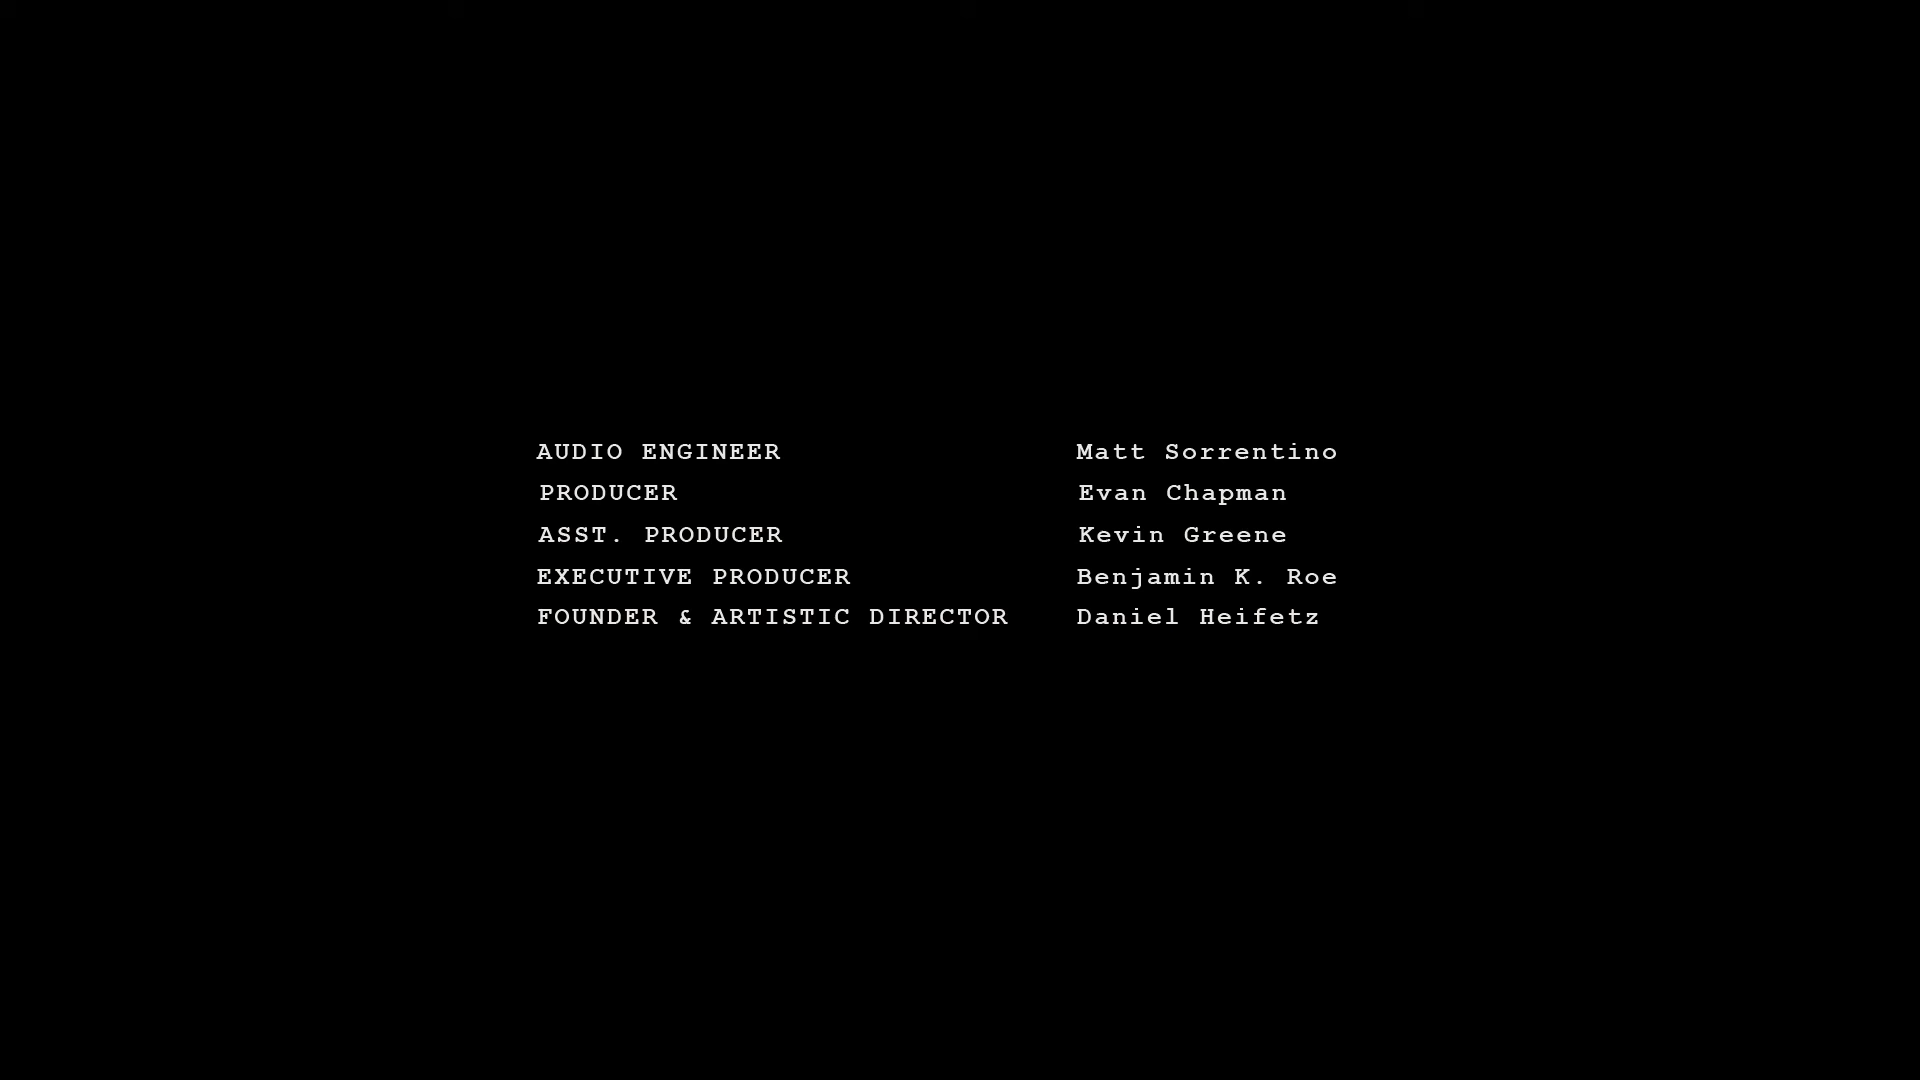 AUDIO ENGINEER Matt Sorrentino
PRODUCER Evan Chapman
ASST. PRODUCER Kevin Greene
EXECUTIVE PRODUCER Benjamin K. Roe
FOUNDER & ARTISTIC DIRECTOR Daniel Heifetz